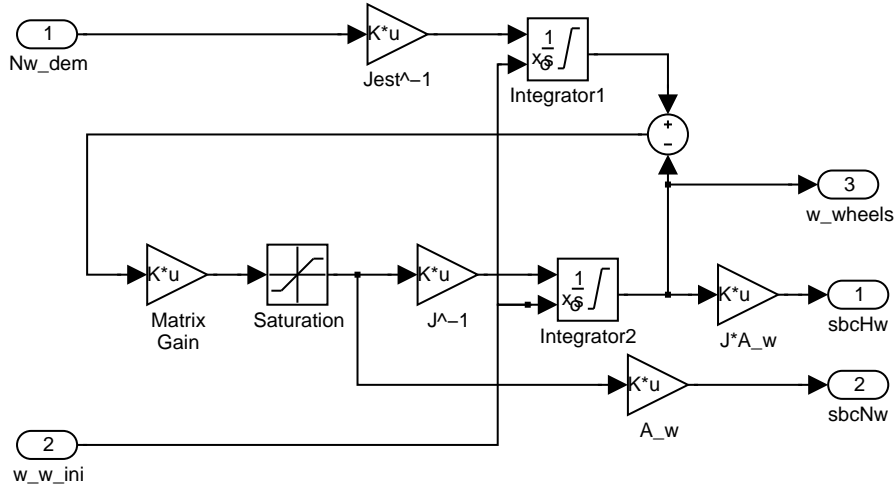 1
Nw_dem
K*u
Jest^−1
1
s
xo
Integrator1
+
−
3
w_wheels
K*u
Matrix
Gain
Saturation
K*u
J^−1
1
s
xo
Integrator2
K*u
J*A_w
1
sbcHw
K*u
A_w
2
sbcNw
2
w_w_ini